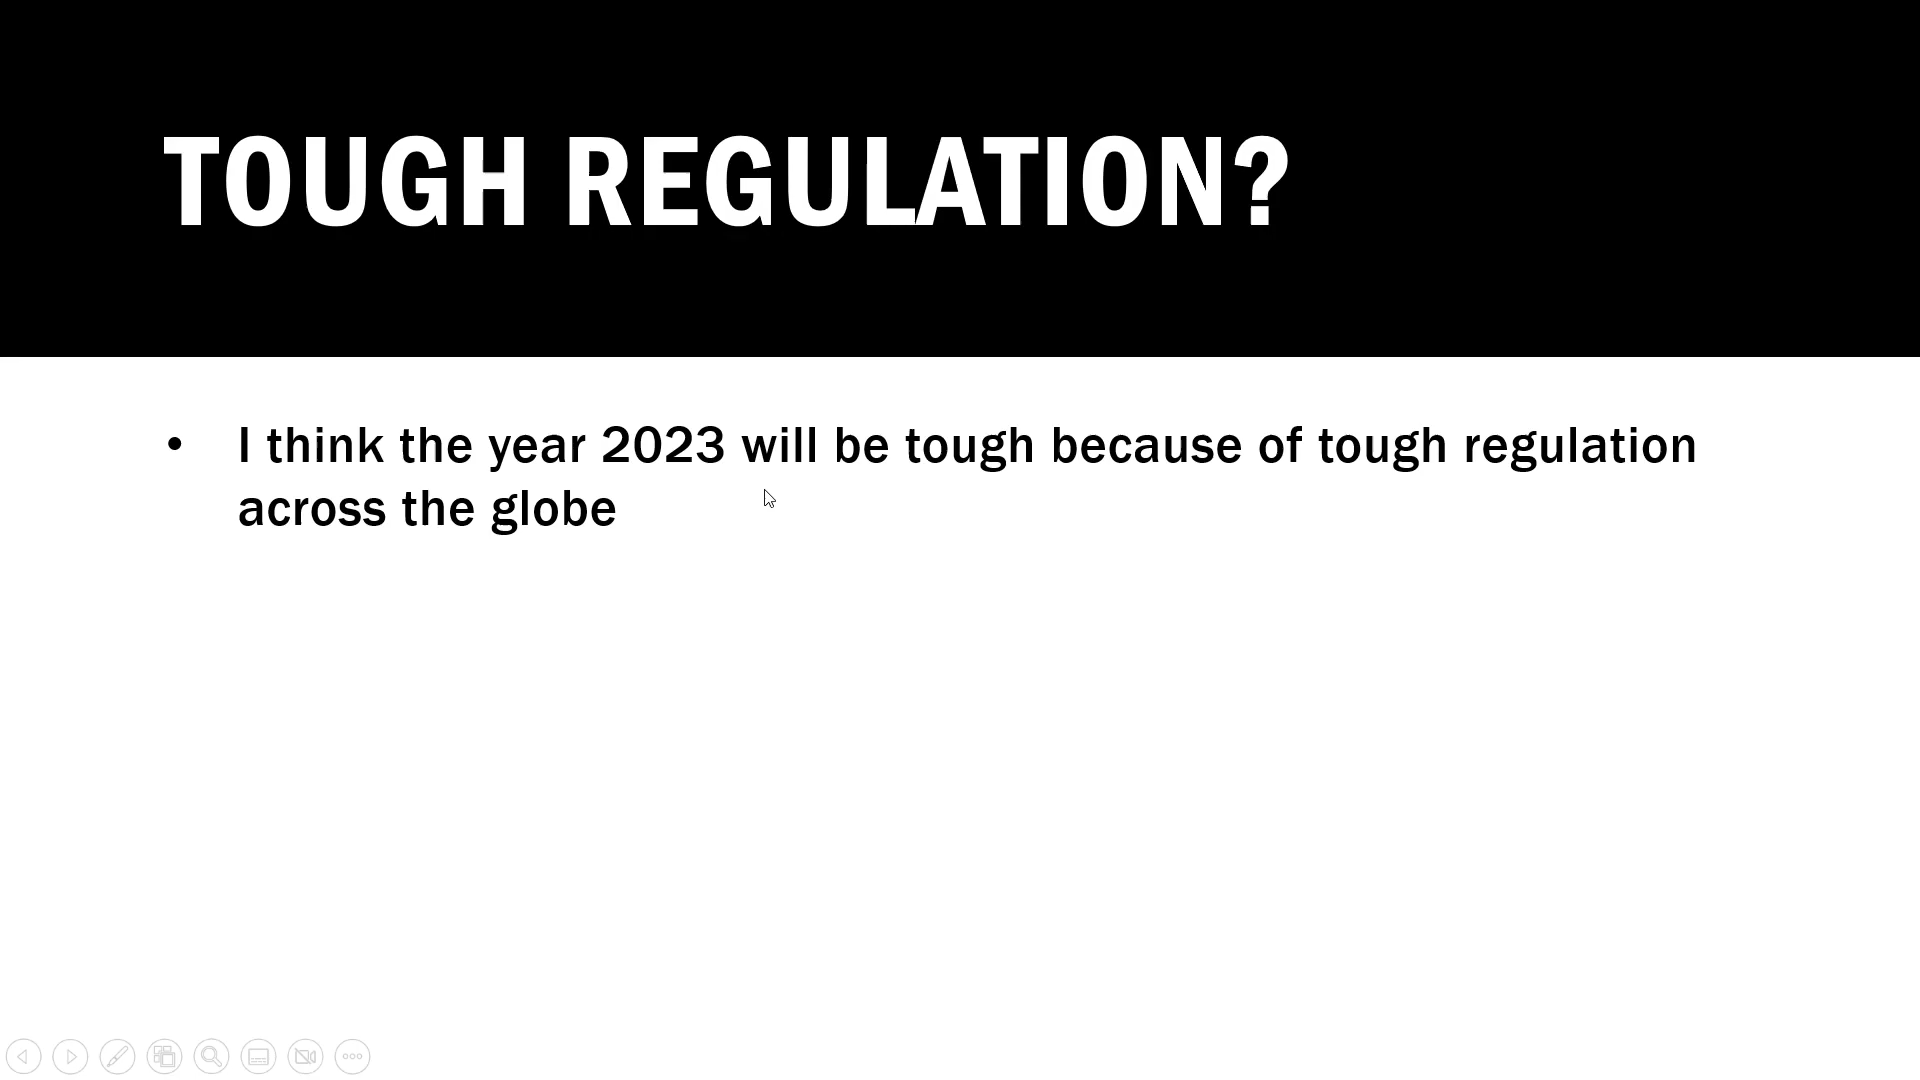 TOUGH REGULATION?
• I think the year 2023 will be tough because of tough regulation
across the globe